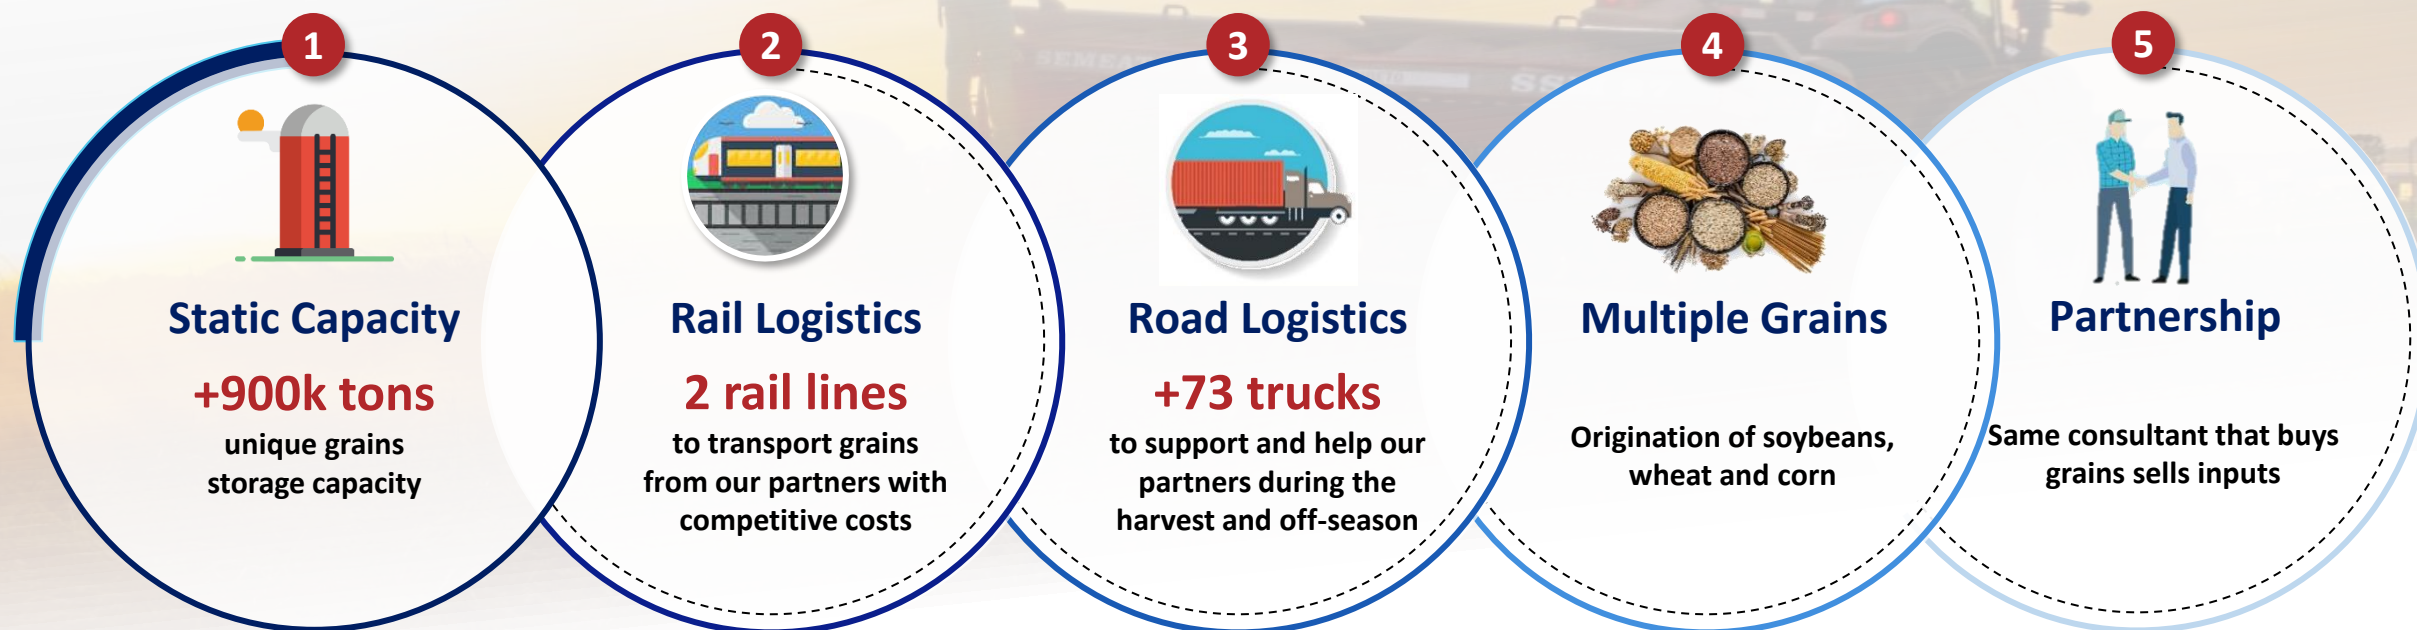 1
Static Capacity
+900k tons
unique grains
storage capacity
2
Rail Logistics
2 rail lines
to transport grains
from our partners with
competitive costs
3
Road Logistics
+73 trucks
to support and help our
partners during the
harvest and off-season
4
Multiple Grains
Origination of soybeans,
wheat and corn
5
Partnership
Same consultant that buys
grains sells inputs